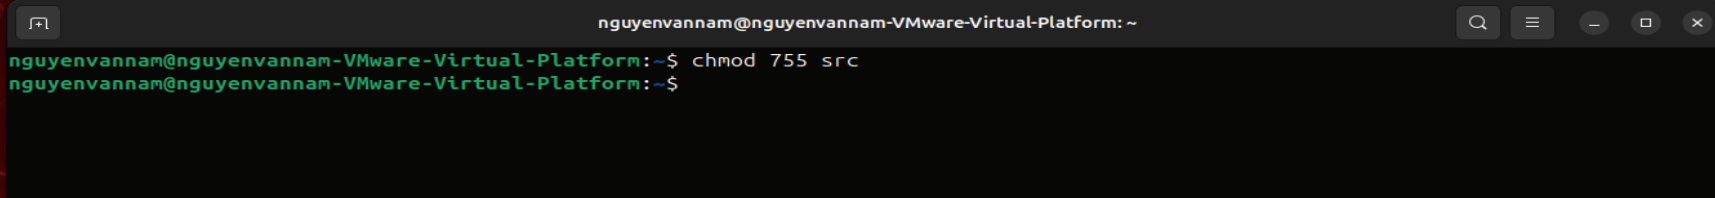 nguyenvannam@nguyenvannam-VMware-Virtual-Platform: ~
nguyenvannam@nguyenvannam-VMware-Virtual-Platform:~$ chmod 755 src
nguyenvannam@nguyenvannam-VMware-Virtual-Platform:~$